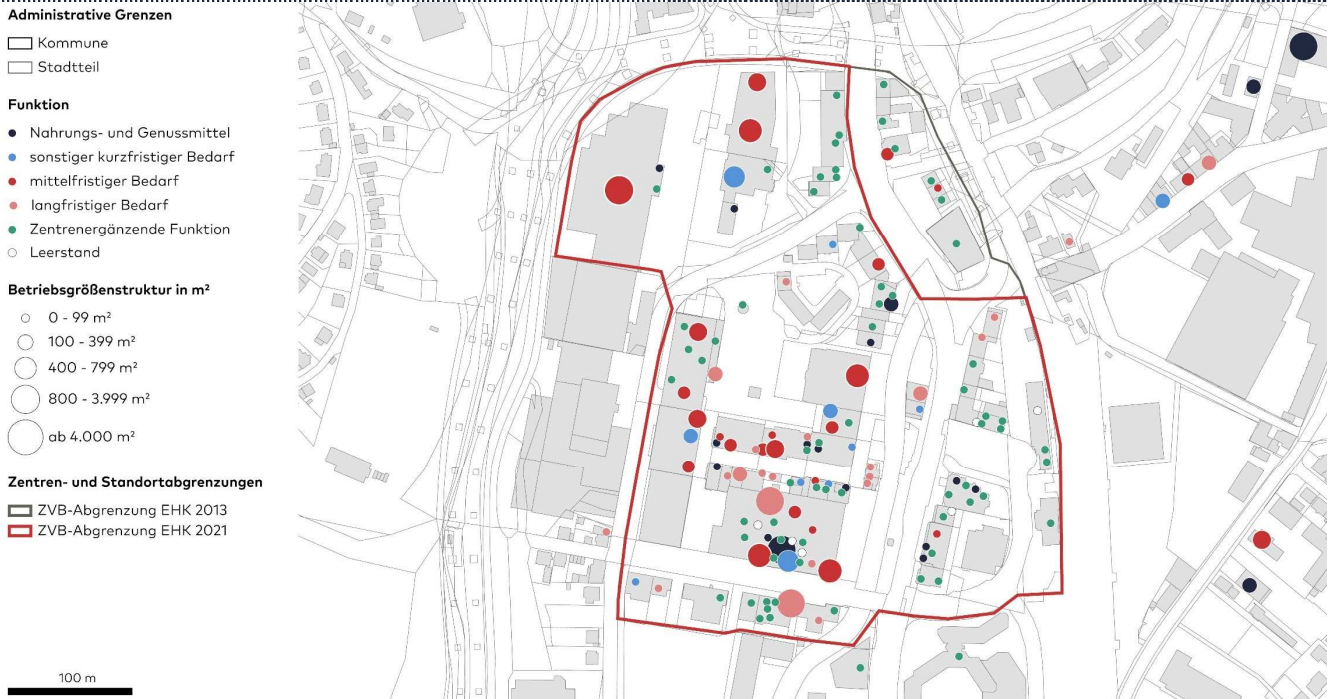 Administrative Grenzen
Kommune
Stadtteil
Funktion
Nahrungs- und Genussmittel
sonstiger kurzfristiger Bedarf
mittelfristiger Bedarf
langfristiger Bedarf
Zentrenergänzende Funktion
Leerstand
Betriebsgrößenstruktur in m²
0 - 99 m²
100 - 399 m²
400 - 799 m²
800 - 3.999 m²
ab 4.000 m²
Zentren- und Standortabgrenzungen
ZVB-Abgrenzung EHK 2013
ZVB-Abgrenzung EHK 2021
100 m